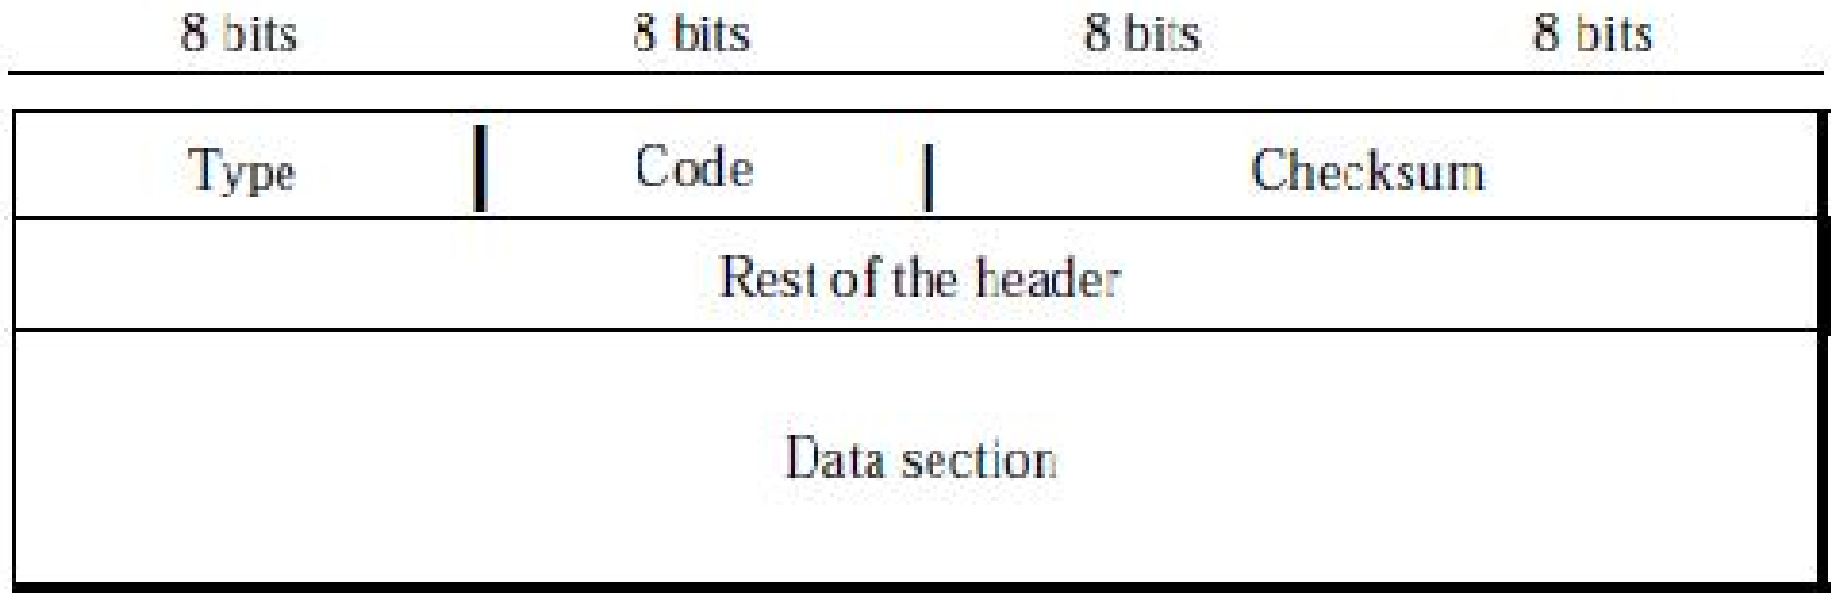 8 bits 8 bits 8 bits 8 bits
Type Code Checksum
Rest of the header
Data section